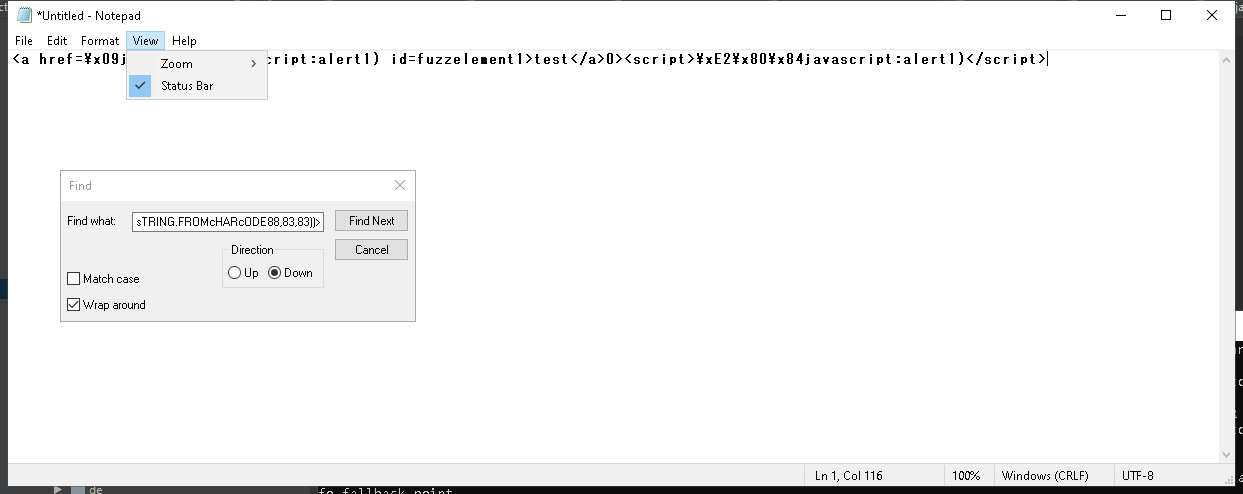 *Untitled - Notepad
File Edit Format View Help
<a href=¥x09j cript:alert1) id=fuzzelement1>test</a>0><script>¥xE2¥x80¥x84javascript:alert1)</script>
Zoom
Status Bar
Find
Find what: sTRING.FROMcHARcODE88,83,83))> Find Next
Direction Cancel
Up Down
Match case
Wrap around
Ln 1, Col 116 100% Windows (CRLF) UTF-8
de
fo fallback point